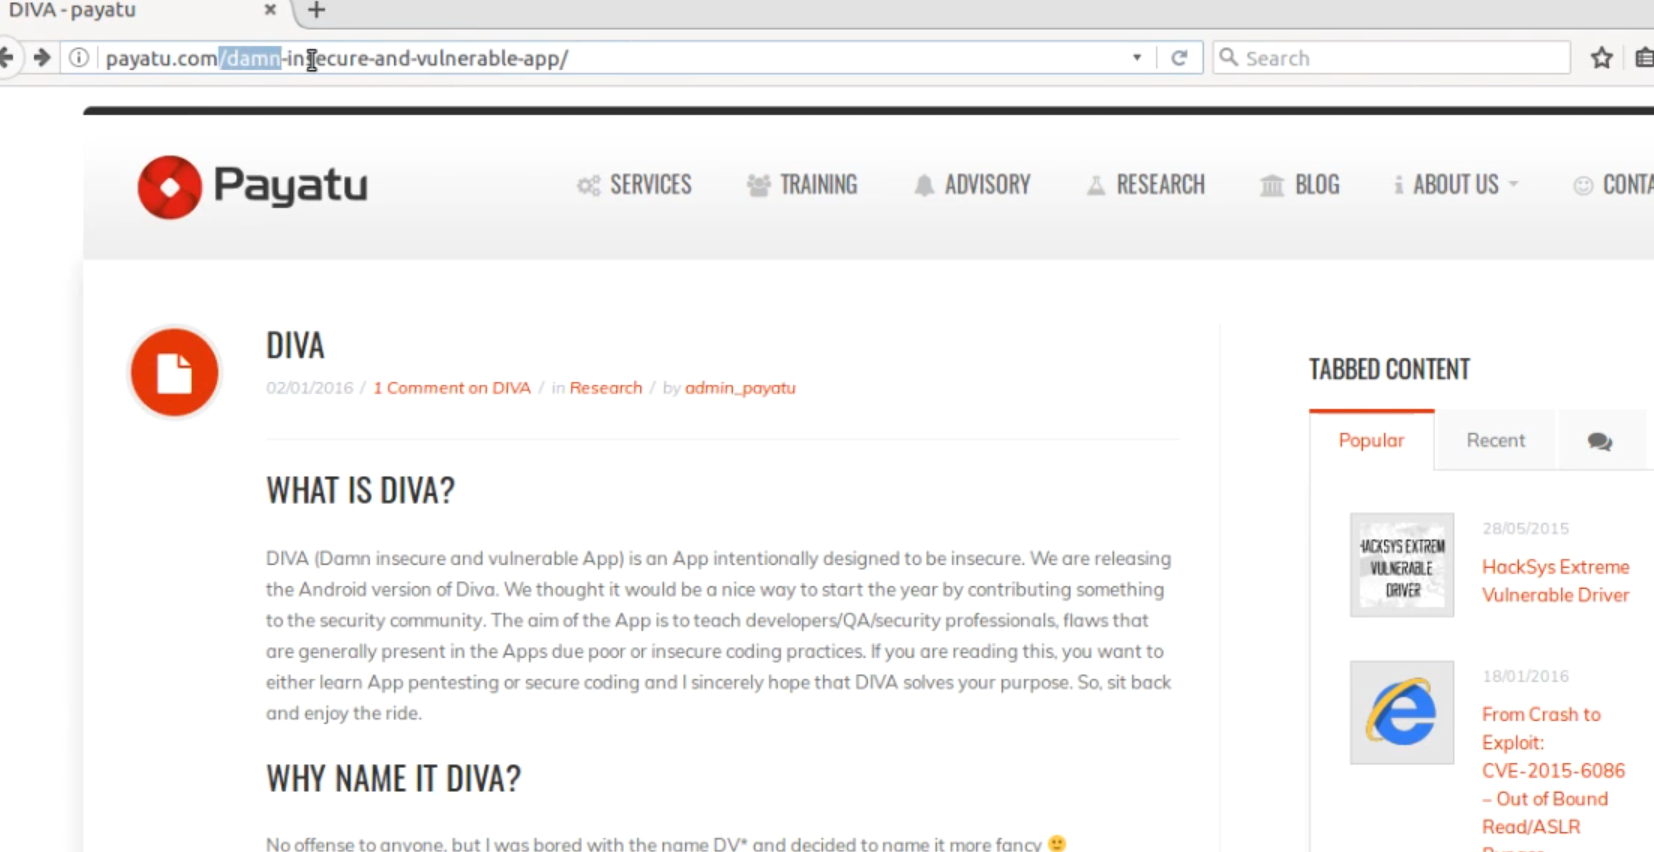 DIVA - payatu
payatu.com/damn-insecure-and-vulnerable-app/
Search
Payatu
SERVICES
TRAINING
ADVISORY
RESEARCH
BLOG
ABOUT US
DIVA
02/01/2016 / 1 Comment on DIVA / in Research / by admin_payatu
WHAT IS DIVA?
DIVA (Damn insecure and vulnerable App) is an App intentionally designed to be insecure. We are releasing
the Android version of Diva. We thought it would be a nice way to start the year by contributing something
to the security community. The aim of the App is to teach developers/QA/security professionals, flaws that
are generally present in the Apps due poor or insecure coding practices. If you are reading this, you want to
either learn App pentesting or secure coding and I sincerely hope that DIVA solves your purpose. So, sit back
and enjoy the ride.
WHY NAME IT DIVA?
No offense to anyone, but I was bored with the name DV* and decided to name it more fancy 🙂
TABBED CONTENT
Popular
Recent
HACKSYS EXTREM
VULNERABLE
DRIVER
28/05/2015
HackSys Extreme
Vulnerable Driver
18/01/2016
From Crash to
Exploit:
CVE-2015-6086
– Out of Bound
Read/ASLR